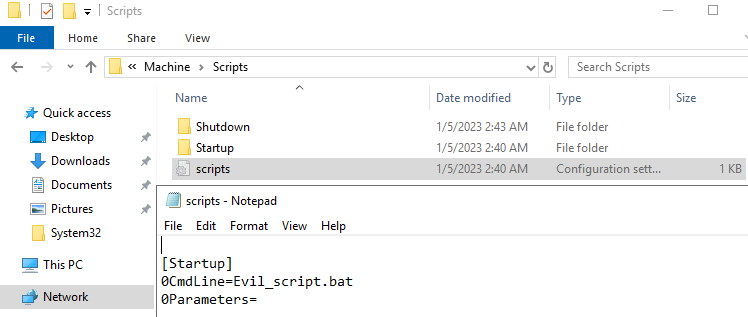 Scripts
File Home Share View
« Machine > Scripts Search Scripts
Name Date modified Type Size
Quick access
Desktop
Downloads
Documents
Pictures
System32
This PC
Network
Shutdown 1/5/2023 2:43 AM File folder
Startup 1/5/2023 2:40 AM File folder
scripts 1/5/2023 2:40 AM Configuration sett... 1 KB
scripts - Notepad
File Edit Format View Help
[Startup]
0CmdLine=Evil_script.bat
0Parameters=